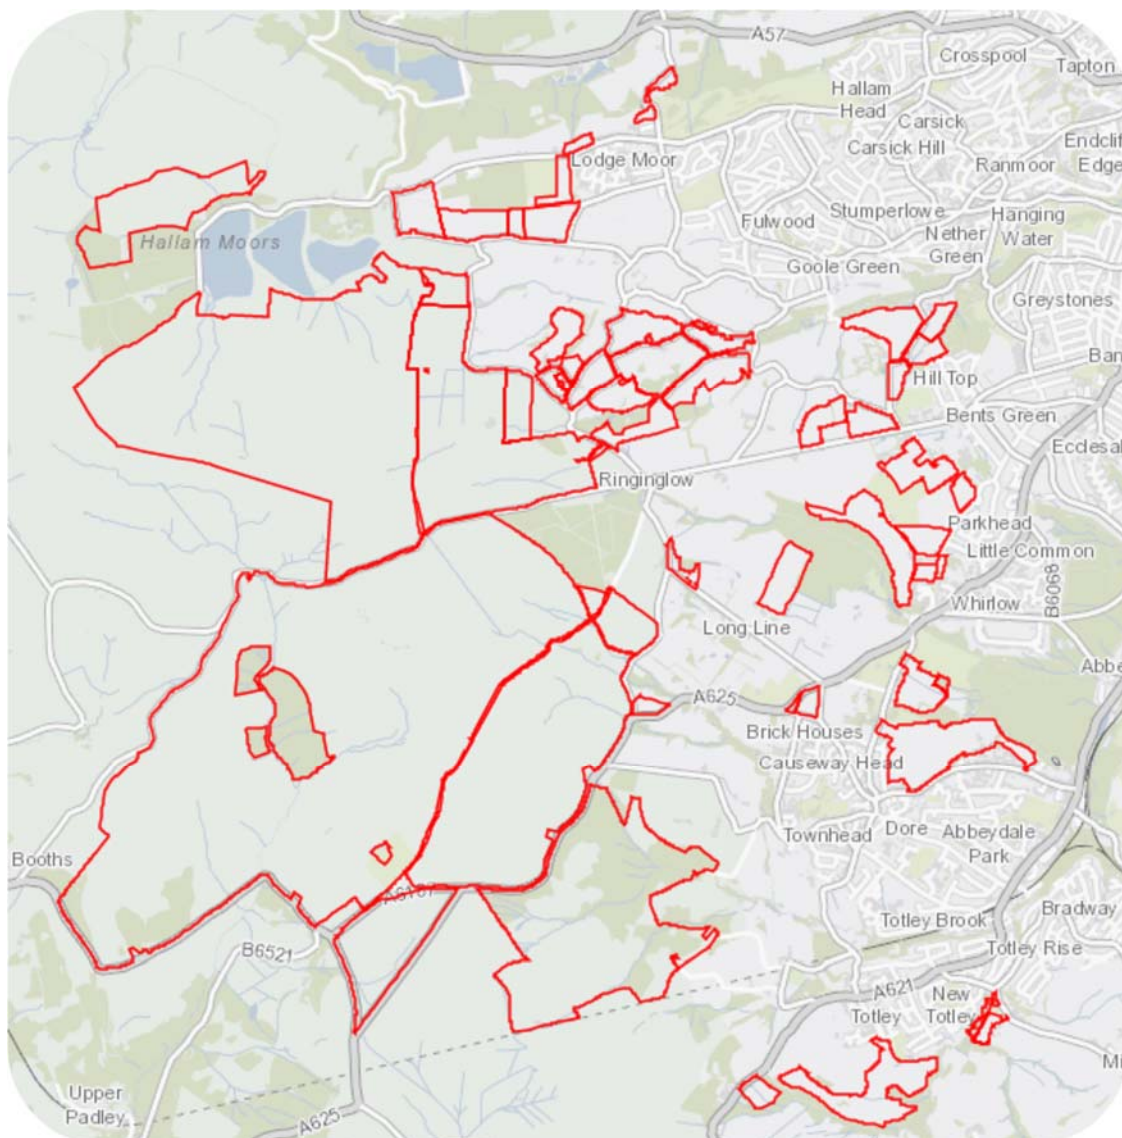 A57
Crosspool
Tapton
Hallam
Head
Carsick
Carsick Hill
Endclif
Edge
Lodge Moor
Ranmoor
Stumperlowe
Fulwood
Hanging
Water
Nether
Green
Hallam Moors
Goole Green
Greystones
Ban
Hill Top
Bents Green
Ecclesal
Ringinglow
Parkhead
Little Common
Whirlow
B6068
Long Line
Abbe
A625
Brick Houses
Causeway Head
Townhead
Dore
Abbeydale
Park
Booths
A6187
Totley Brook
Bradway
B6521
Totley Rise
A621
New
Totley
New
Totley
Mi
Upper
Padley
A625